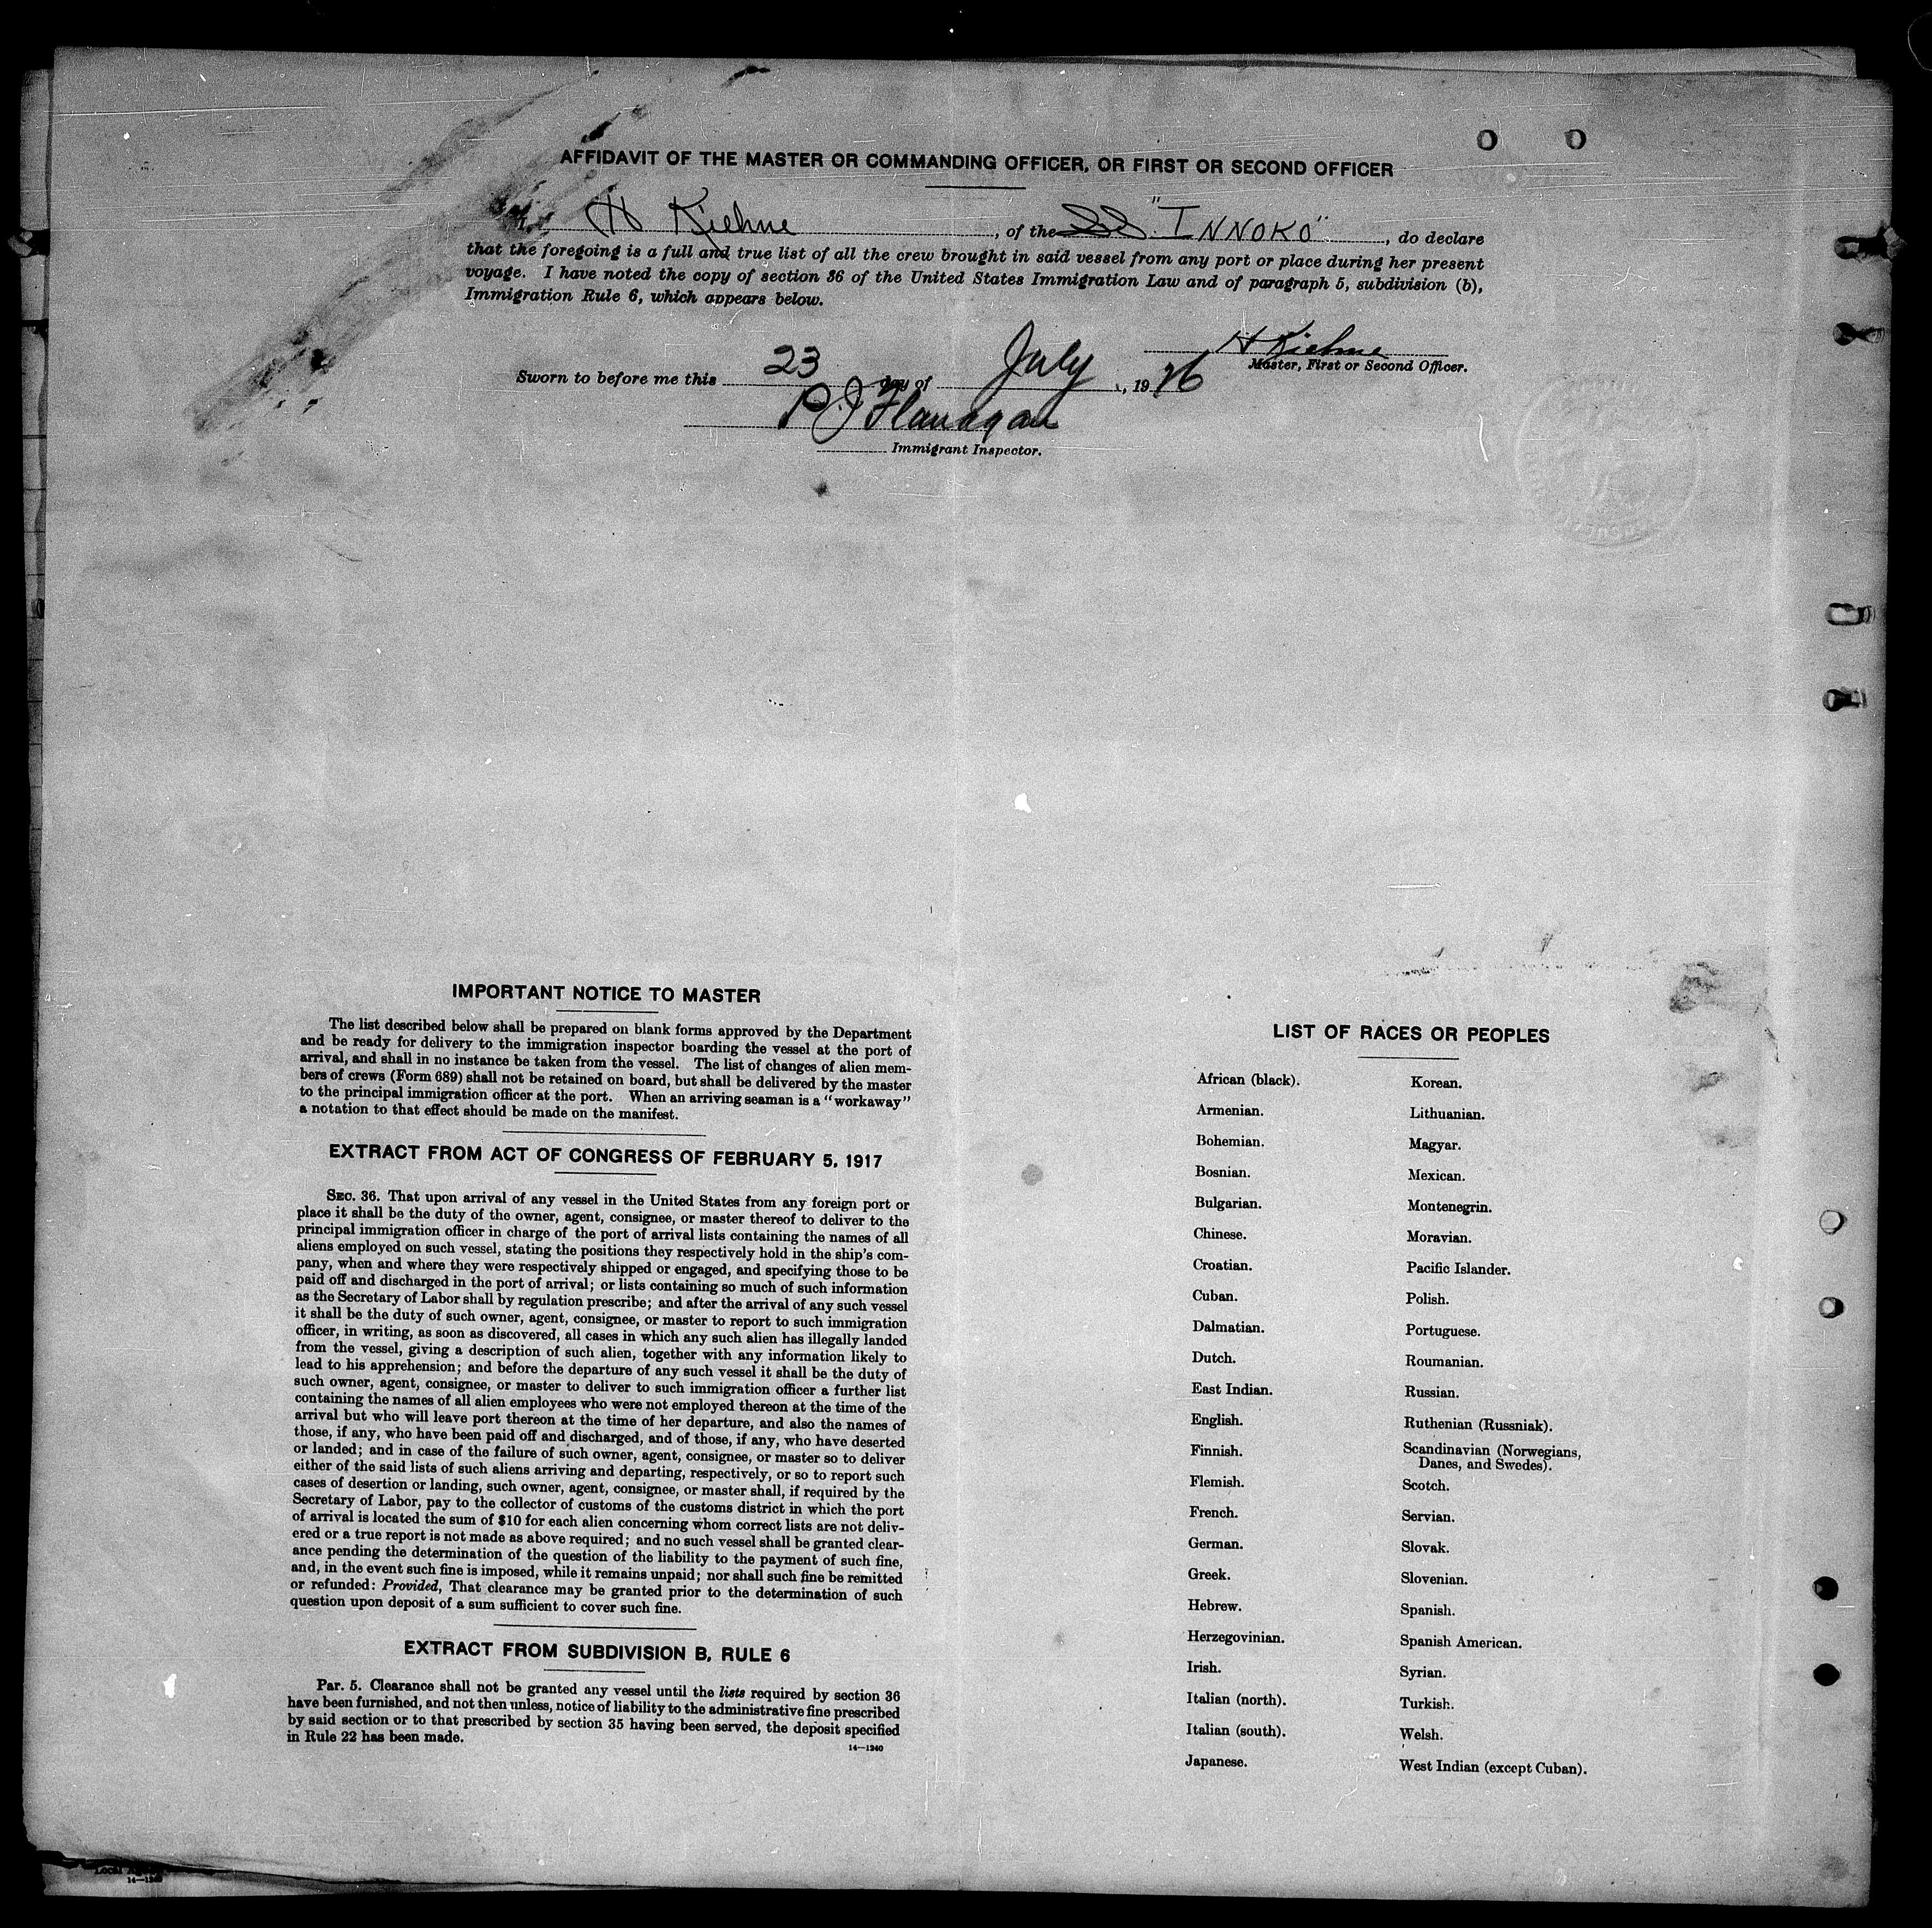 AFFIDAVIT OF THE MASTER OR COMMANDING OFFICER, OR FIRST OR SECOND OFFICER
I, H Kiehne, of the SS "INNOKO", do declare
that the foregoing is a full and true list of all the crew brought in said vessel from any port or place during her present
voyage. I have noted the copy of section 36 of the United States Immigration Law and of paragraph 5, subdivision (b),
Immigration Rule 6, which appears below.
H Kiehne
Master, First or Second Officer.
Sworn to before me this 23 day of July, 1926
P. J. Flanagan
Immigrant Inspector.
IMPORTANT NOTICE TO MASTER
The list described below shall be prepared on blank forms approved by the Department
and be ready for delivery to the immigration inspector boarding the vessel at the port of
arrival, and shall in no instance be taken from the vessel. The list of changes of alien mem-
bers of crews (Form 689) shall not be retained on board, but shall be delivered by the master
to the principal immigration officer at the port. When an arriving seaman is a "workaway"
a notation to that effect should be made on the manifest.
EXTRACT FROM ACT OF CONGRESS OF FEBRUARY 5, 1917
SEC. 36. That upon arrival of any vessel in the United States from any foreign port or
place it shall be the duty of the owner, agent, consignee, or master thereof to deliver to the
principal immigration officer in charge of the port of arrival lists containing the names of all
aliens employed on such vessel, stating the positions they respectively hold in the ship's com-
pany, when and where they were respectively shipped or engaged, and specifying those to be
paid off and discharged in the port of arrival; or lists containing so much of such information
as the Secretary of Labor shall by regulation prescribe; and after the arrival of any such vessel
it shall be the duty of such owner, agent, consignee, or master to report to such immigration
officer, in writing, as soon as discovered, all cases in which any such alien has illegally landed
from the vessel, giving a description of such alien, together with any information likely to
lead to his apprehension; and before the departure of any such vessel it shall be the duty of
such owner, agent, consignee, or master to deliver to such immigration officer a further list
containing the names of all alien employees who were not employed thereon at the time of the
arrival but who will leave port thereon at the time of her departure, and also the names of
those, if any, who have been paid off and discharged, and of those, if any, who have deserted
or landed; and in case of the failure of such owner, agent, consignee, or master so to deliver
either of the said lists of such aliens arriving and departing, respectively, or so to report such
cases of desertion or landing, such owner, agent, consignee, or master shall, if required by the
Secretary of Labor, pay to the collector of customs of the customs district in which the port
of arrival is located the sum of $10 for each alien concerning whom correct lists are not deliv-
ered or a true report is not made as above required; and no such vessel shall be granted clear-
ance pending the determination of the question of the liability to the payment of such fine,
and, in the event such fine is imposed, while it remains unpaid; nor shall such fine be remitted
or refunded: Provided, That clearance may be granted prior to the determination of such
question upon deposit of a sum sufficient to cover such fine.
EXTRACT FROM SUBDIVISION B, RULE 6
Par. 5. Clearance shall not be granted any vessel until the lists required by section 36
have been furnished, and not then unless, notice of liability to the administrative fine prescribed
by said section or to that prescribed by section 35 having been served, the deposit specified
in Rule 22 has been made.
14—1240
LIST OF RACES OR PEOPLES
African (black).
Armenian.
Bohemian.
Bosnian.
Bulgarian.
Chinese.
Croatian.
Cuban.
Dalmatian.
Dutch.
East Indian.
English.
Finnish.
Flemish.
French.
German.
Greek.
Hebrew.
Herzegovinian.
Irish.
Italian (north).
Italian (south).
Japanese.
Korean.
Lithuanian.
Magyar.
Mexican.
Montenegrin.
Moravian.
Pacific Islander.
Polish.
Portuguese.
Roumanian.
Russian.
Ruthenian (Russniak).
Scandinavian (Norwegians,
Danes, and Swedes).
Scotch.
Servian.
Slovak.
Slovenian.
Spanish.
Spanish American.
Syrian.
Turkish.
Welsh.
West Indian (except Cuban).